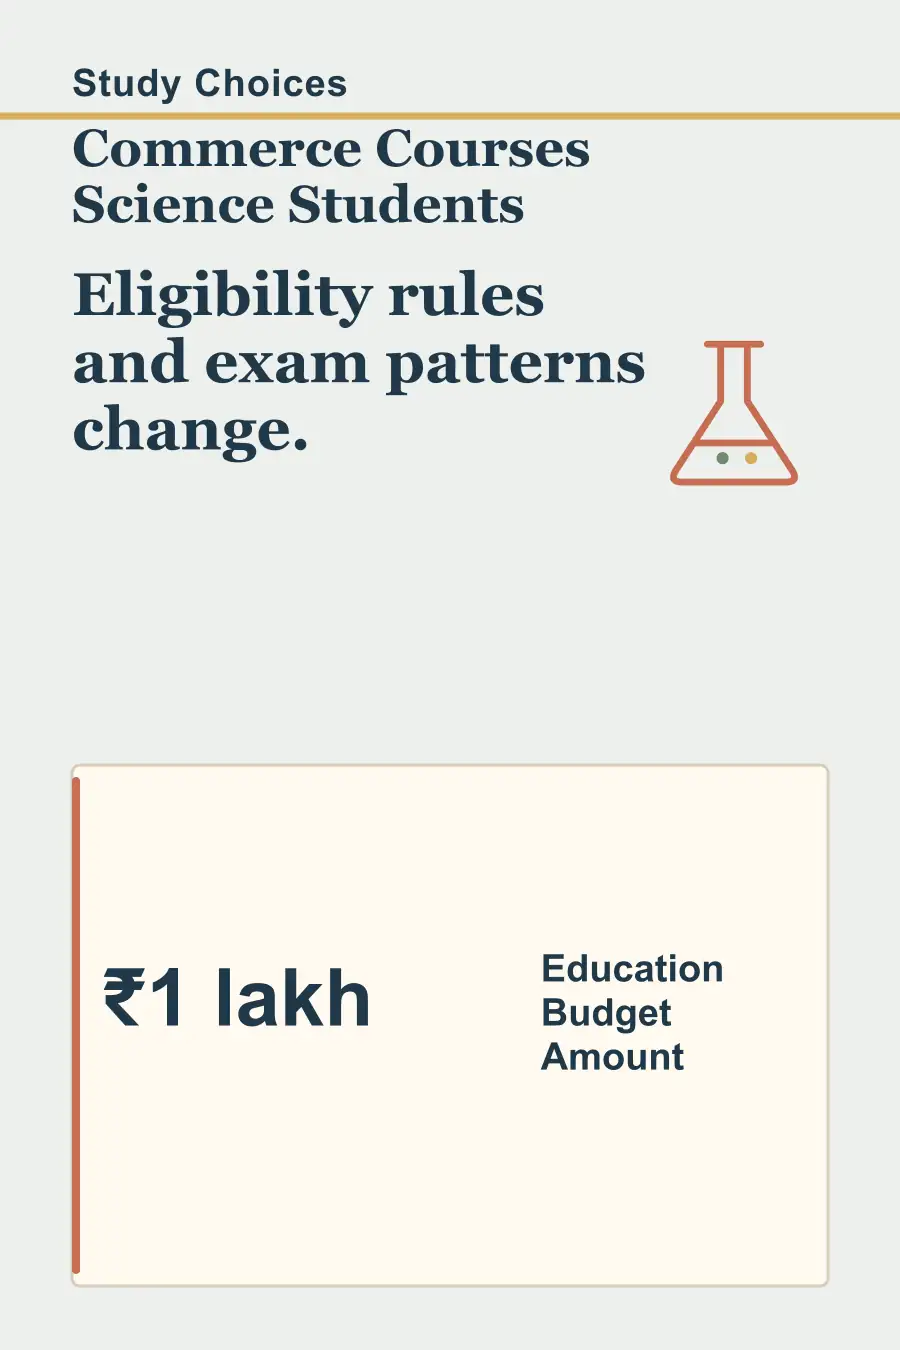 Study Choices
Commerce Courses
Science Students
Eligibility rules
and exam patterns
change.
₹1 lakh
Education
Budget
Amount